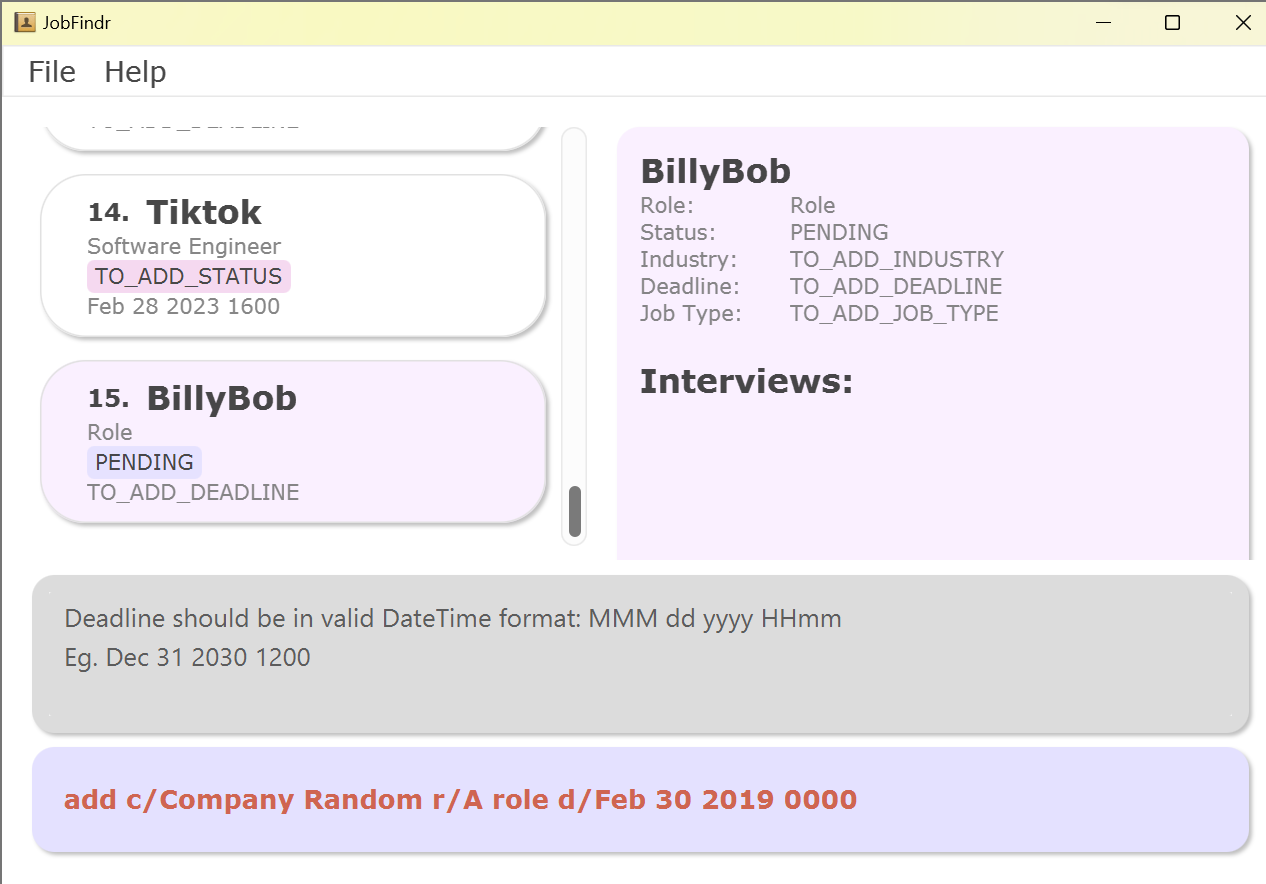 JobFindr
File Help
14. Tiktok
Software Engineer
TO_ADD_STATUS
Feb 28 2023 1600
15. BillyBob
Role
PENDING
TO_ADD_DEADLINE
BillyBob
Role: Role
Status: PENDING
Industry: TO_ADD_INDUSTRY
Deadline: TO_ADD_DEADLINE
Job Type: TO_ADD_JOB_TYPE
Interviews:
Deadline should be in valid DateTime format: MMM dd yyyy HHmm
Eg. Dec 31 2030 1200
add c/Company Random r/A role d/Feb 30 2019 0000